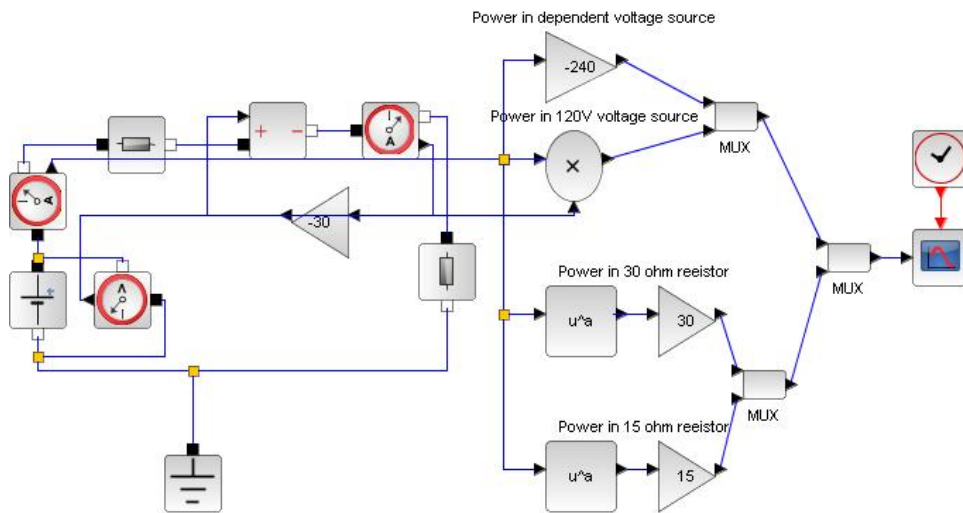 Power in dependent voltage source
-240
Power in 120V voltage source
MUX
+ -
A
A
×
-30
V
Power in 30 ohm reeistor
u^a
30
MUX
MUX
Power in 15 ohm reeistor
u^a
15